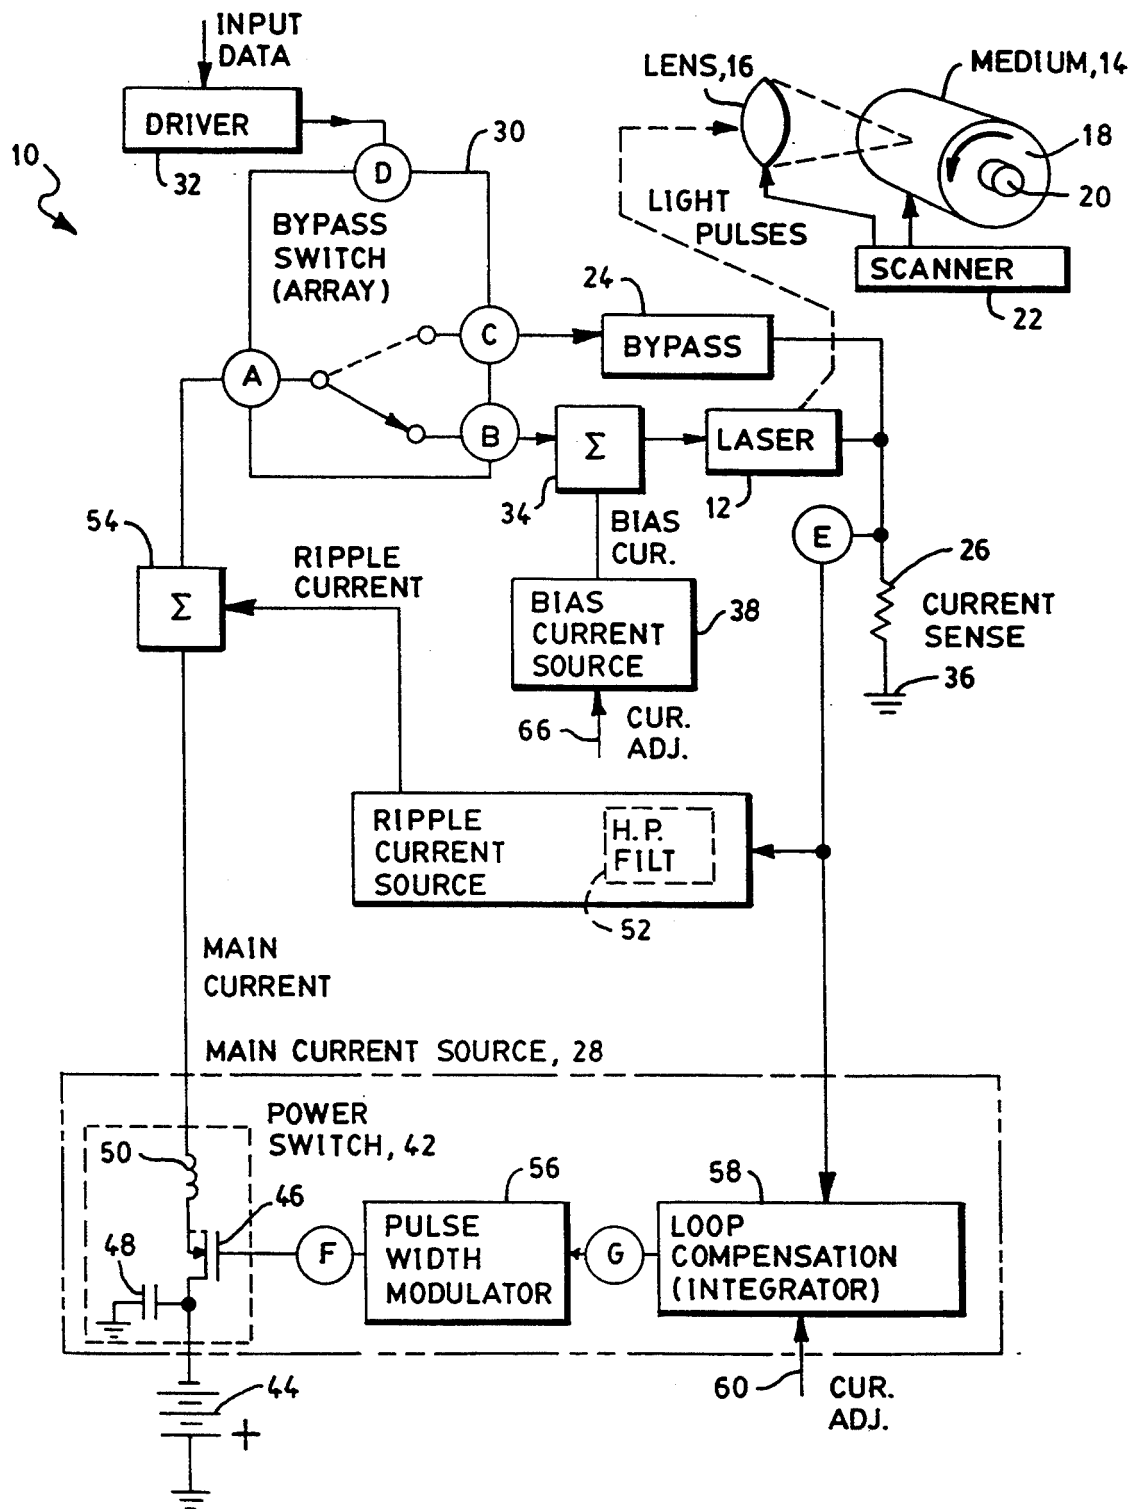 INPUT
DATA
DRIVER
32
10
D
30
BYPASS
SWITCH
(ARRAY)
A
C
B
LENS,16
MEDIUM,14
18
20
LIGHT
PULSES
SCANNER
22
24
BYPASS
Σ
34
LASER
12
BIAS
CUR.
E
26
CURRENT
SENSE
36
54
Σ
RIPPLE
CURRENT
BIAS
CURRENT
SOURCE
38
66
CUR.
ADJ.
RIPPLE
CURRENT
SOURCE
H.P.
FILT
52
MAIN
CURRENT
MAIN CURRENT SOURCE, 28
POWER
SWITCH, 42
50
46
48
F
56
PULSE
WIDTH
MODULATOR
G
58
LOOP
COMPENSATION
(INTEGRATOR)
60
CUR.
ADJ.
44
+